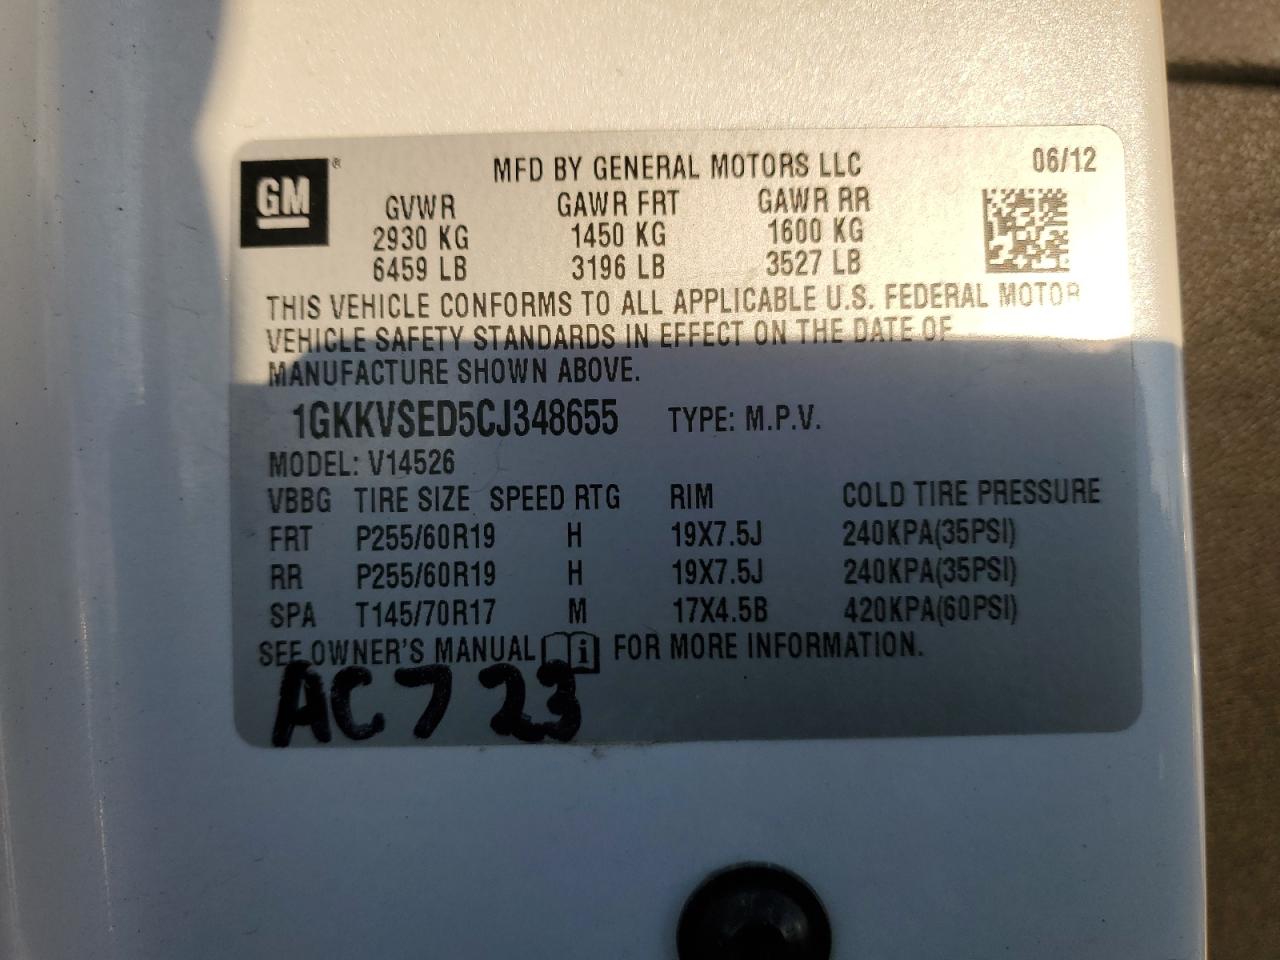 GM ® MFD BY GENERAL MOTORS LLC 06/12
GVWR GAWR FRT GAWR RR
2930 KG 1450 KG 1600 KG
6459 LB 3196 LB 3527 LB
THIS VEHICLE CONFORMS TO ALL APPLICABLE U.S. FEDERAL MOTOR
VEHICLE SAFETY STANDARDS IN EFFECT ON THE DATE OF
MANUFACTURE SHOWN ABOVE.
1GKKVSED5CJ348655 TYPE: M.P.V.
MODEL: V14526
VBBG TIRE SIZE SPEED RTG RIM COLD TIRE PRESSURE
FRT P255/60R19 H 19X7.5J 240KPA(35PSI)
RR P255/60R19 H 19X7.5J 240KPA(35PSI)
SPA T145/70R17 M 17X4.5B 420KPA(60PSI)
SEE OWNER'S MANUAL i FOR MORE INFORMATION.
AC723